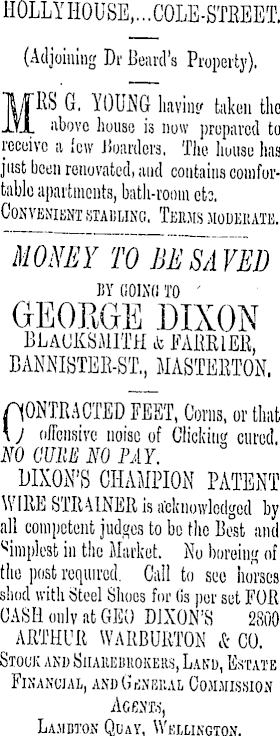 HOLLYHOUSE,...COLE-STREET.
(Adjoining Dr Beard's Property).
MRS G. YOUNG having taken the
above house is now prepared to
receive a few Boarders. The house has
just been renovated, and contains comfor-
table apartments, bath-room etc.
CONVENIENT STABLING. TERMS MODERATE.
MONEY TO BE SAVED
BY GOING TO
GEORGE DIXON
BLACKSMITH & FARRIER,
BANNISTER-ST., MASTERTON.
CONTRACTED FEET, Corns, or that
offensive noise of Clicking cured.
NO CURE NO PAY.
DIXON'S CHAMPION PATENT
WIRE STRAINER is acknowledged by
all competent judges to be the Best and
Simplest in the Market. No boreing of
the post required. Call to see horses
shod with Steel Shoes for 6s per set FOR
CASH only at GEO DIXON'S 2860
ARTHUR WARBURTON & CO.
STOCK AND SHAREBROKERS, LAND, ESTATE
FINANCIAL, AND GENERAL COMMISSION
AGENTS,
LAMBTON QUAY, WELLINGTON.